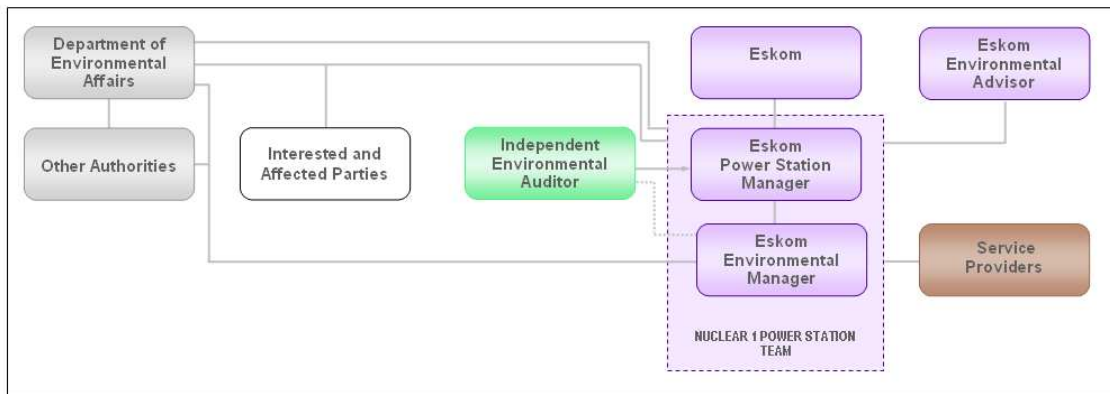 Department of
Environmental
Affairs
Eskom
Eskom
Environmental
Advisor
Other Authorities
Interested and
Affected Parties
Independent
Environmental
Auditor
Eskom
Power Station
Manager
Eskom
Environmental
Manager
Service
Providers
NUCLEAR 1 POWER STATION
TEAM